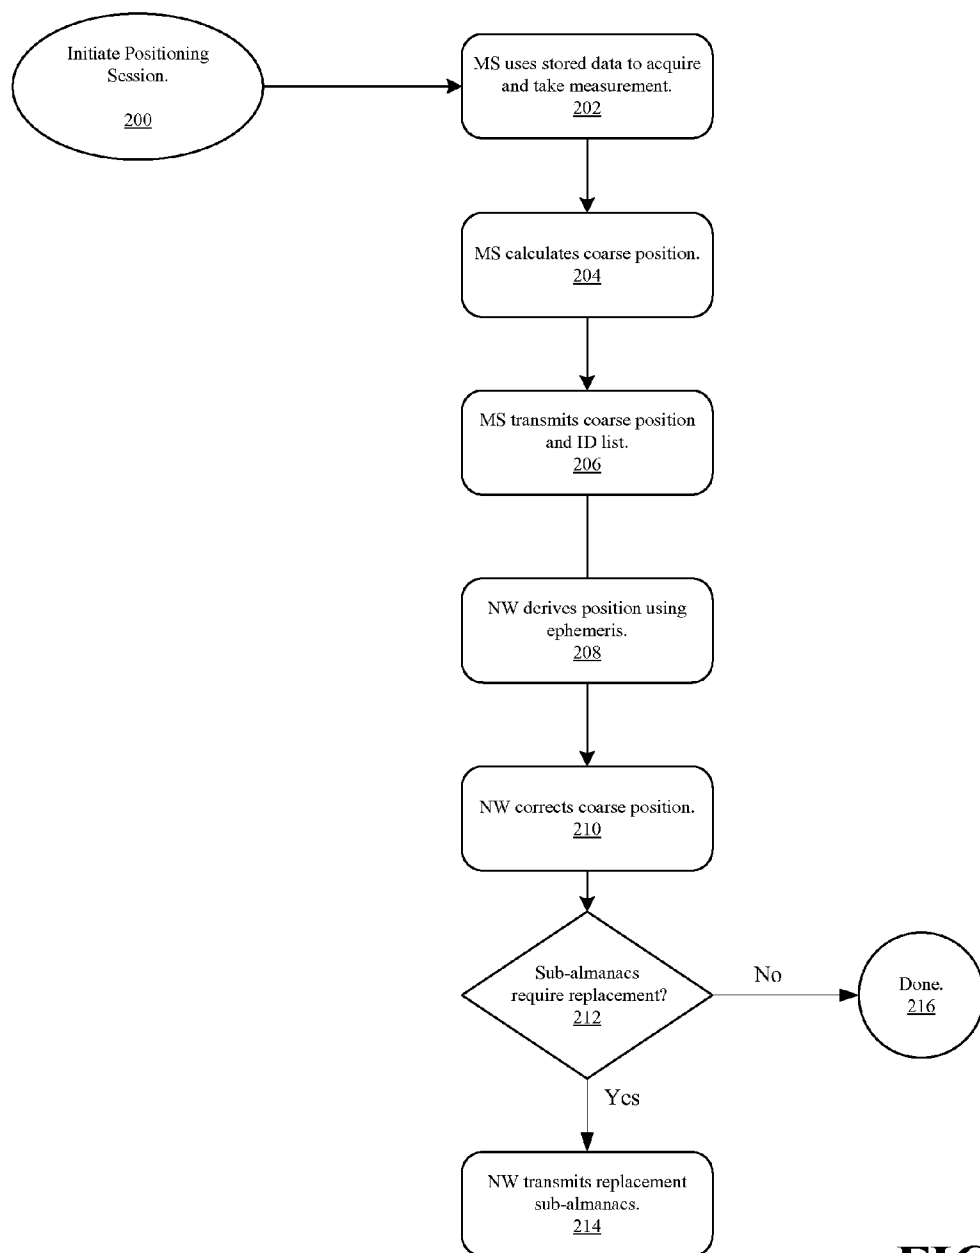 Initiate Positioning
Session.
200
MS uses stored data to acquire
and take measurement.
202
MS calculates coarse position.
204
MS transmits coarse position
and ID list.
206
NW derives position using
ephemeris.
208
NW corrects coarse position.
210
Sub-almanacs
require replacement?
212
No
Done.
216
Yes
NW transmits replacement
sub-almanacs.
214